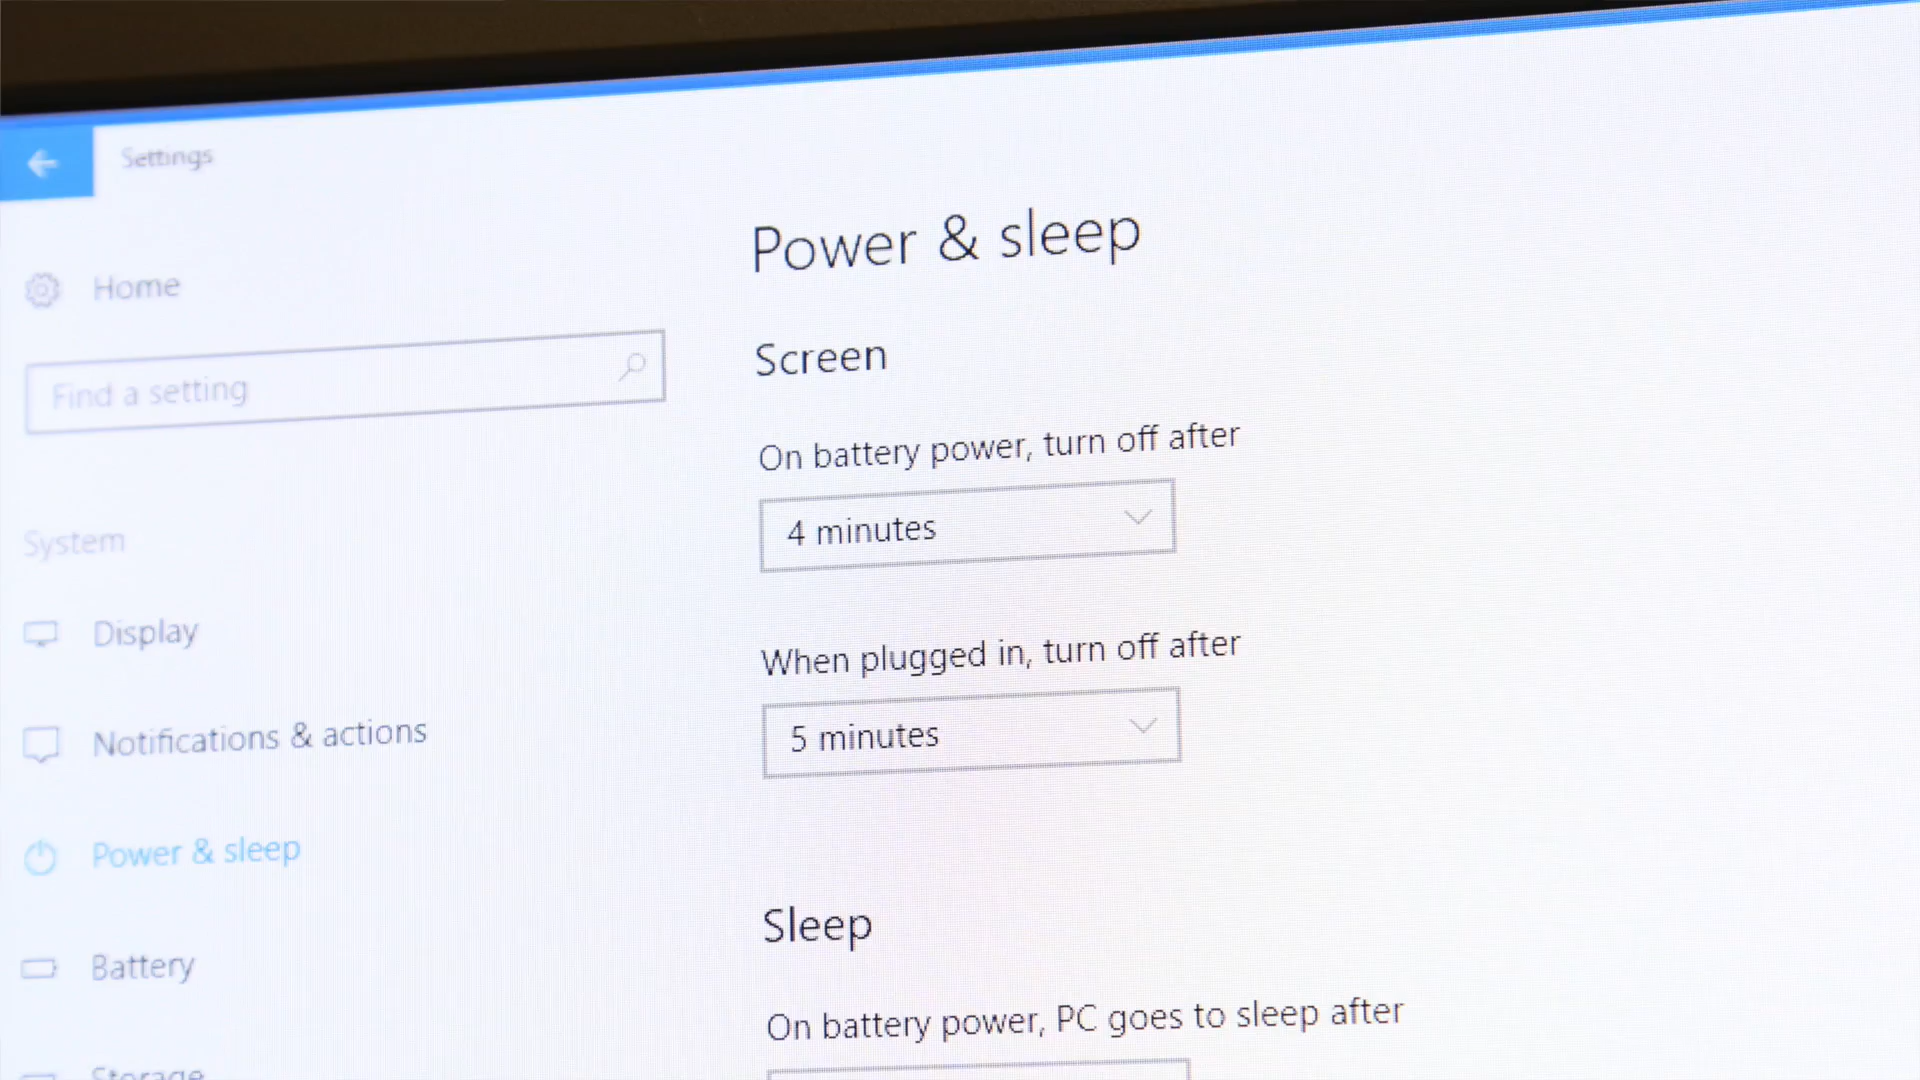 Settings
Home
Find a setting
System
Display
Notifications & actions
Power & sleep
Battery
Storage
Power & sleep
Screen
On battery power, turn off after
4 minutes
When plugged in, turn off after
5 minutes
Sleep
On battery power, PC goes to sleep after